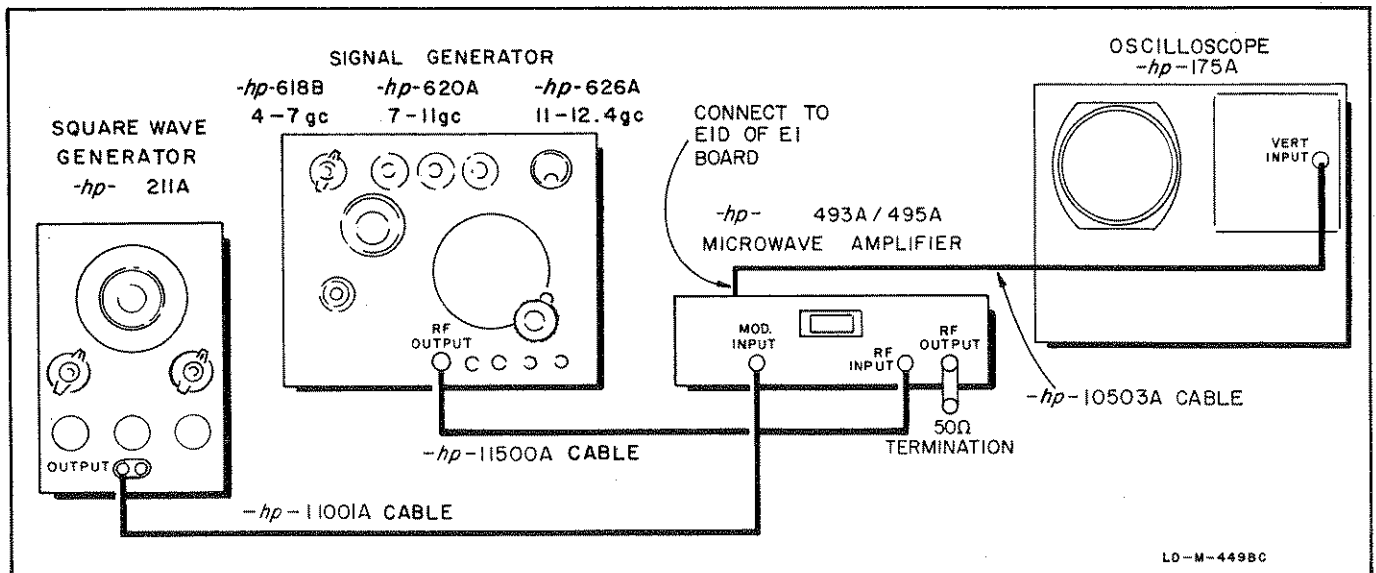 SIGNAL GENERATOR
-hp-618B -hp-620A -hp-626A
4-7gc 7-11gc 11-12.4gc
SQUARE WAVE
GENERATOR
-hp- 211A
OUTPUT
RF
OUTPUT
CONNECT TO
E1D OF E1
BOARD
-hp- 493A/495A
MICROWAVE AMPLIFIER
MOD.
INPUT
RF
INPUT
RF
OUTPUT
50Ω
TERMINATION
OSCILLOSCOPE
-hp-175A
VERT
INPUT
-hp-10503A CABLE
-hp-11500A CABLE
-hp-11001A CABLE
LD-M-449BC